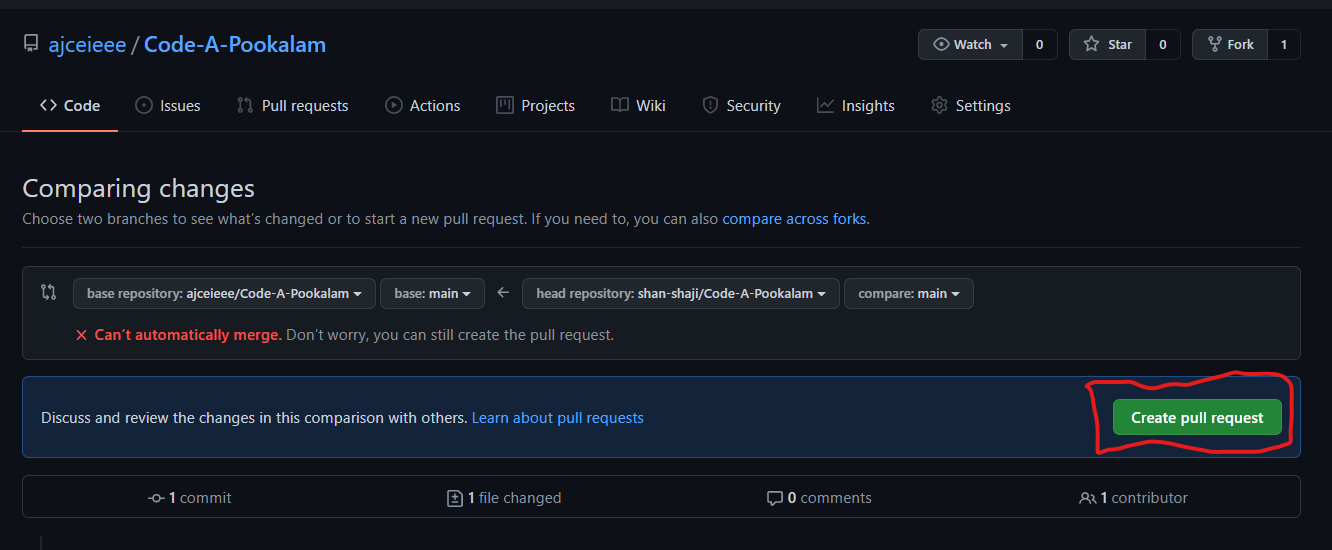 ajceieee / Code-A-Pookalam Watch 0 Star 0 Fork 1
Code Issues Pull requests Actions Projects Wiki Security Insights Settings
Comparing changes
Choose two branches to see what's changed or to start a new pull request. If you need to, you can also compare across forks.
base repository: ajceieee/Code-A-Pookalam base: main ← head repository: shan-shaji/Code-A-Pookalam compare: main
Can't automatically merge. Don't worry, you can still create the pull request.
Discuss and review the changes in this comparison with others. Learn about pull requests Create pull request
1 commit 1 file changed 0 comments 1 contributor